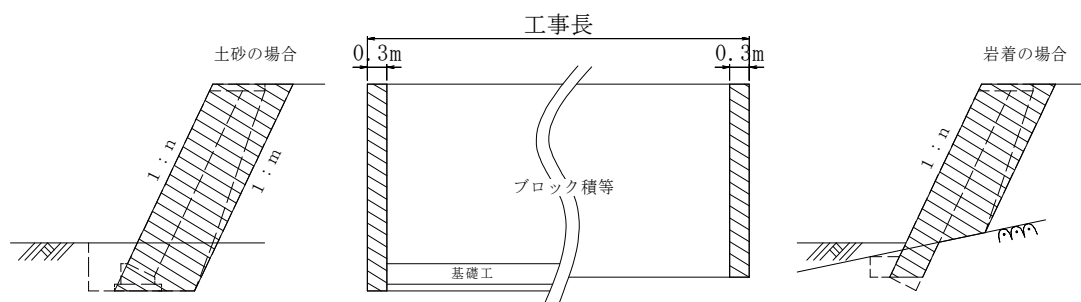 工事長
土砂の場合
0.3m
0.3m
岩着の場合
1:n
1:m
ブロック積等
基礎工
1:n